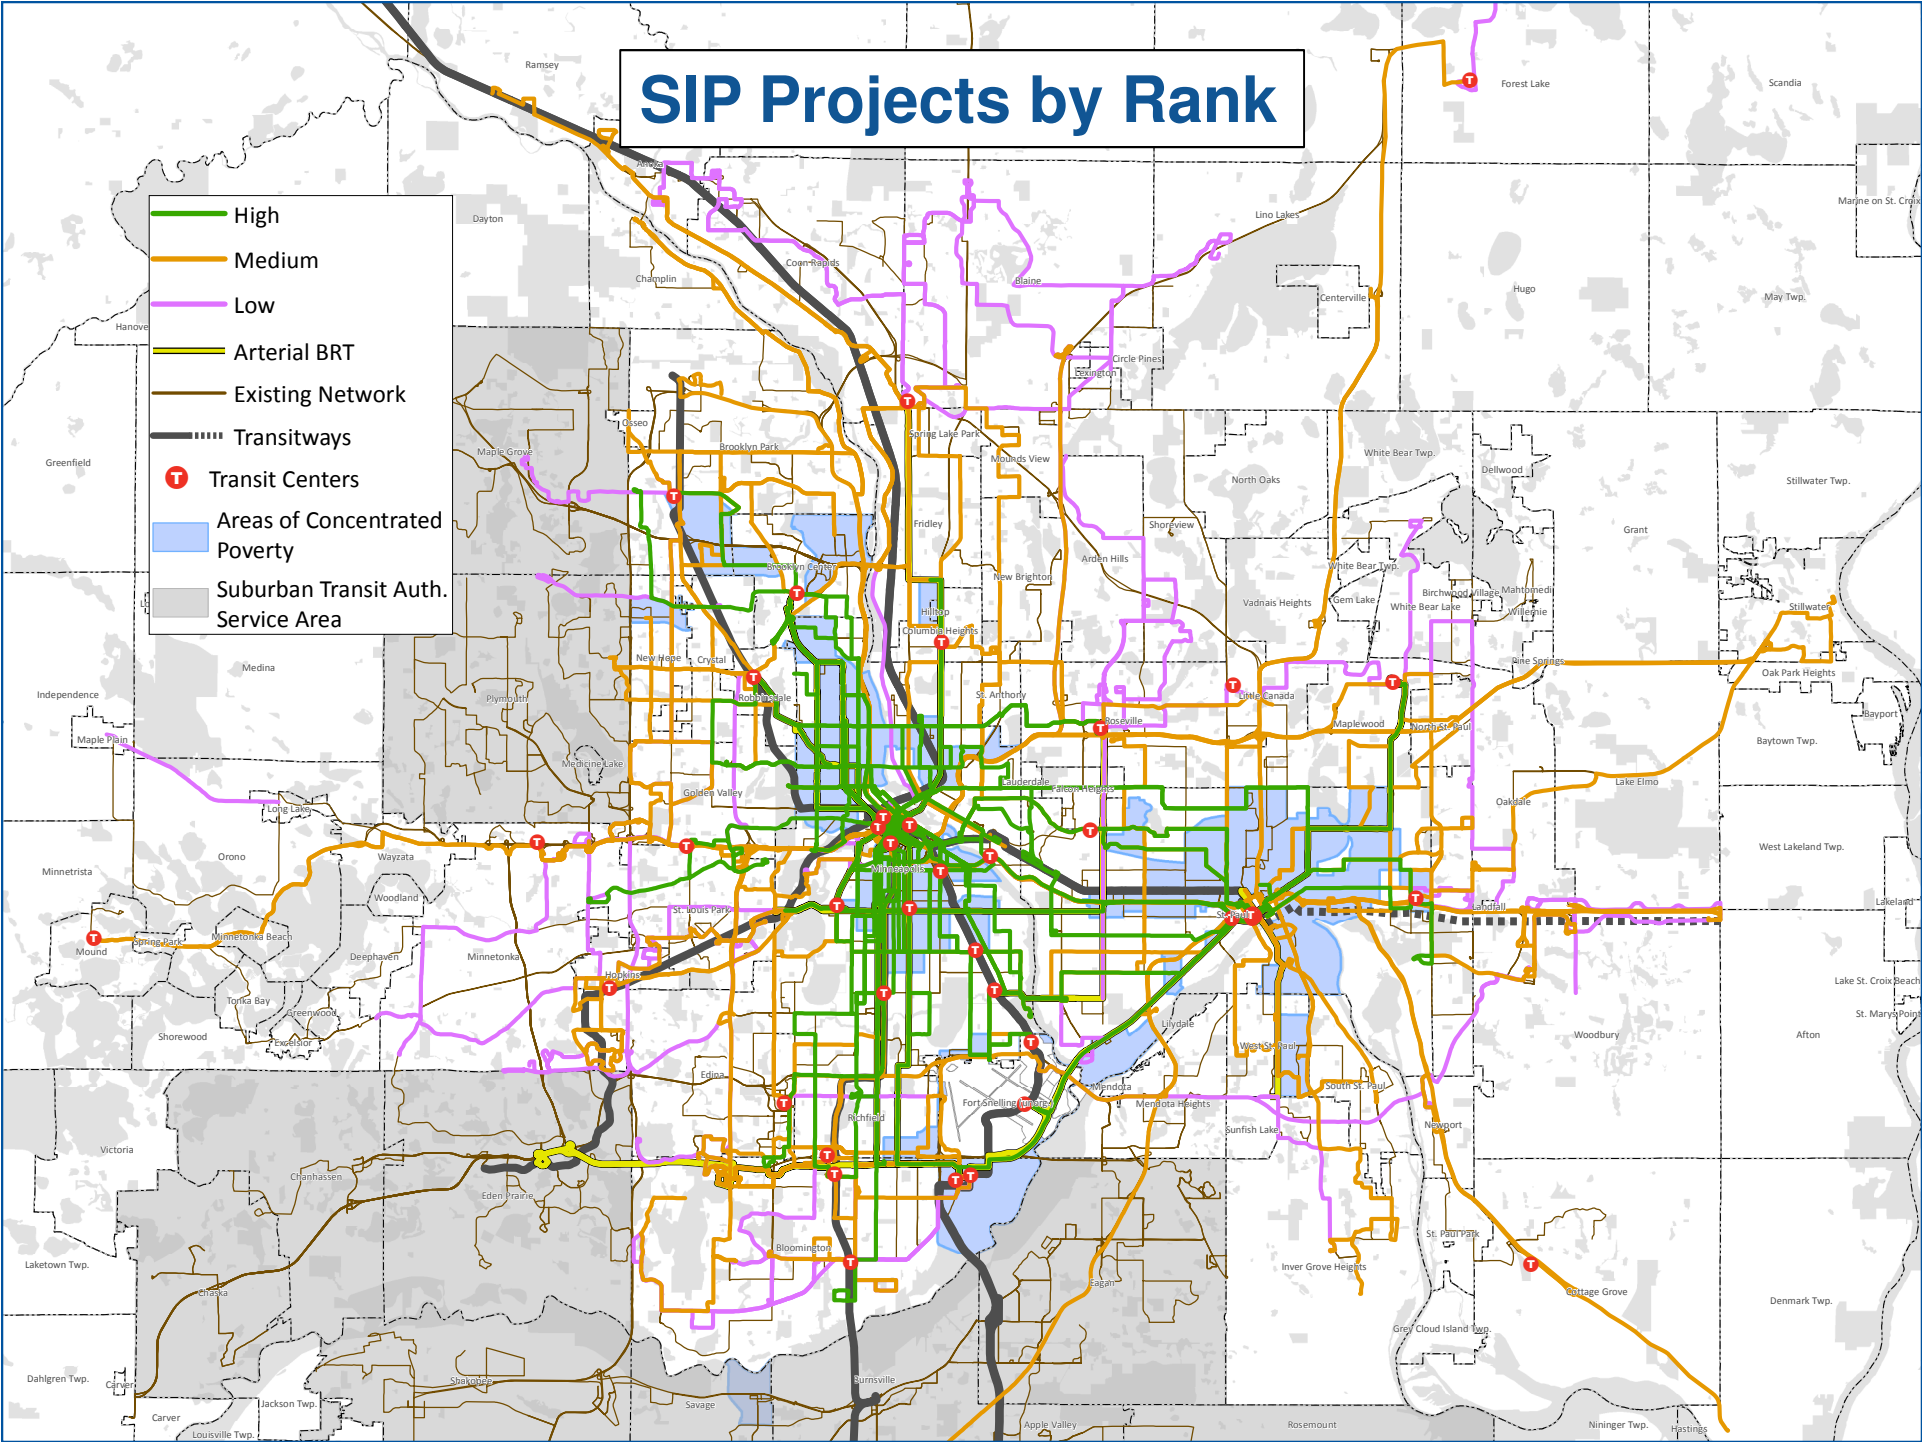 SIP Projects by Rank
High
Medium
Low
Arterial BRT
Existing Network
Transitways
T Transit Centers
Areas of Concentrated
Poverty
Suburban Transit Auth.
Service Area
Ramsey
Forest Lake
Scandia
Dayton
Lino Lakes
Marine on St. Croix
Coon Rapids
Champlin
Blaine
Centerville
Hugo
May Twp.
Circle Pines
Lexington
Osseo
Spring Lake Park
Brooklyn Park
Maple Grove
Mounds View
White Bear Twp.
Dellwood
Greenfield
North Oaks
Stillwater Twp.
Fridley
Shoreview
Grant
Arden Hills
Brooklyn Center
New Brighton
White Bear Twp.
Birchwood Village
Mahtomedi
Gem Lake
White Bear Lake
Willernie
Vadnais Heights
Stillwater
Hilltop
Columbia Heights
New Hope
Crystal
Medina
Pine Springs
Oak Park Heights
Independence
Plymouth
Robbinsdale
St. Anthony
Little Canada
Roseville
Maplewood
North St. Paul
Bayport
Maple Plain
Baytown Twp.
Medicine Lake
Lauderdale
Falcon Heights
Lake Elmo
Golden Valley
Oakdale
Long Lake
Orono
Wayzata
West Lakeland Twp.
Minnetrista
Minneapolis
Woodland
St. Louis Park
St. Paul
Landfall
Lakeland
Spring Park
Minnetonka Beach
Mound
Deephaven
Minnetonka
Hopkins
Lake St. Croix Beach
Tonka Bay
Greenwood
St. Marys Point
Shorewood
Excelsior
Lilydale
Woodbury
Afton
West St. Paul
Edina
Mendota
South St. Paul
Fort Snelling
Mendota Heights
Richfield
Sunfish Lake
Newport
Victoria
Chanhassen
Eden Prairie
Bloomington
St. Paul Park
Laketown Twp.
Inver Grove Heights
Eagan
Chaska
Cottage Grove
Denmark Twp.
Grey Cloud Island Twp.
Dahlgren Twp.
Carver
Shakopee
Burnsville
Savage
Jackson Twp.
Carver
Louisville Twp.
Apple Valley
Rosemount
Nininger Twp.
Hastings